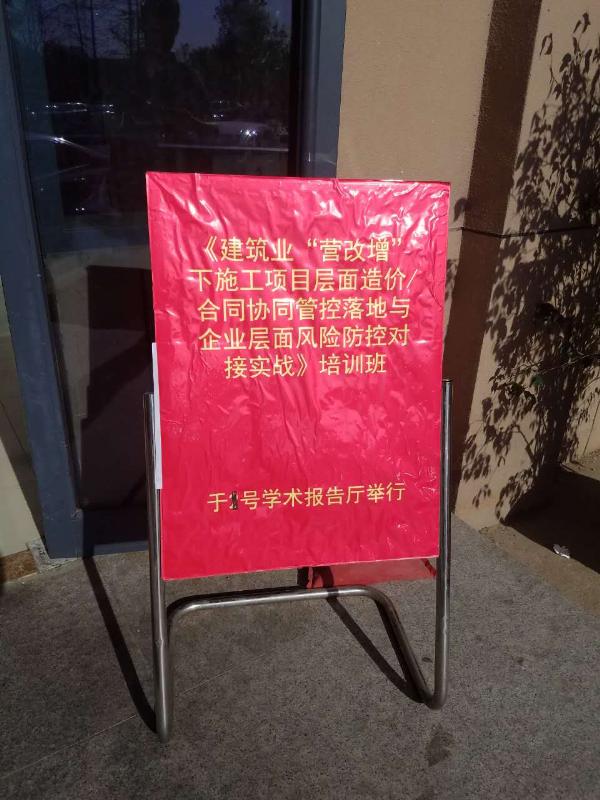 《建筑业“营改增”
下施工项目层面造价/
合同协同管控落地与
企业层面风险防控对
接实战》培训班
于1号学术报告厅举行